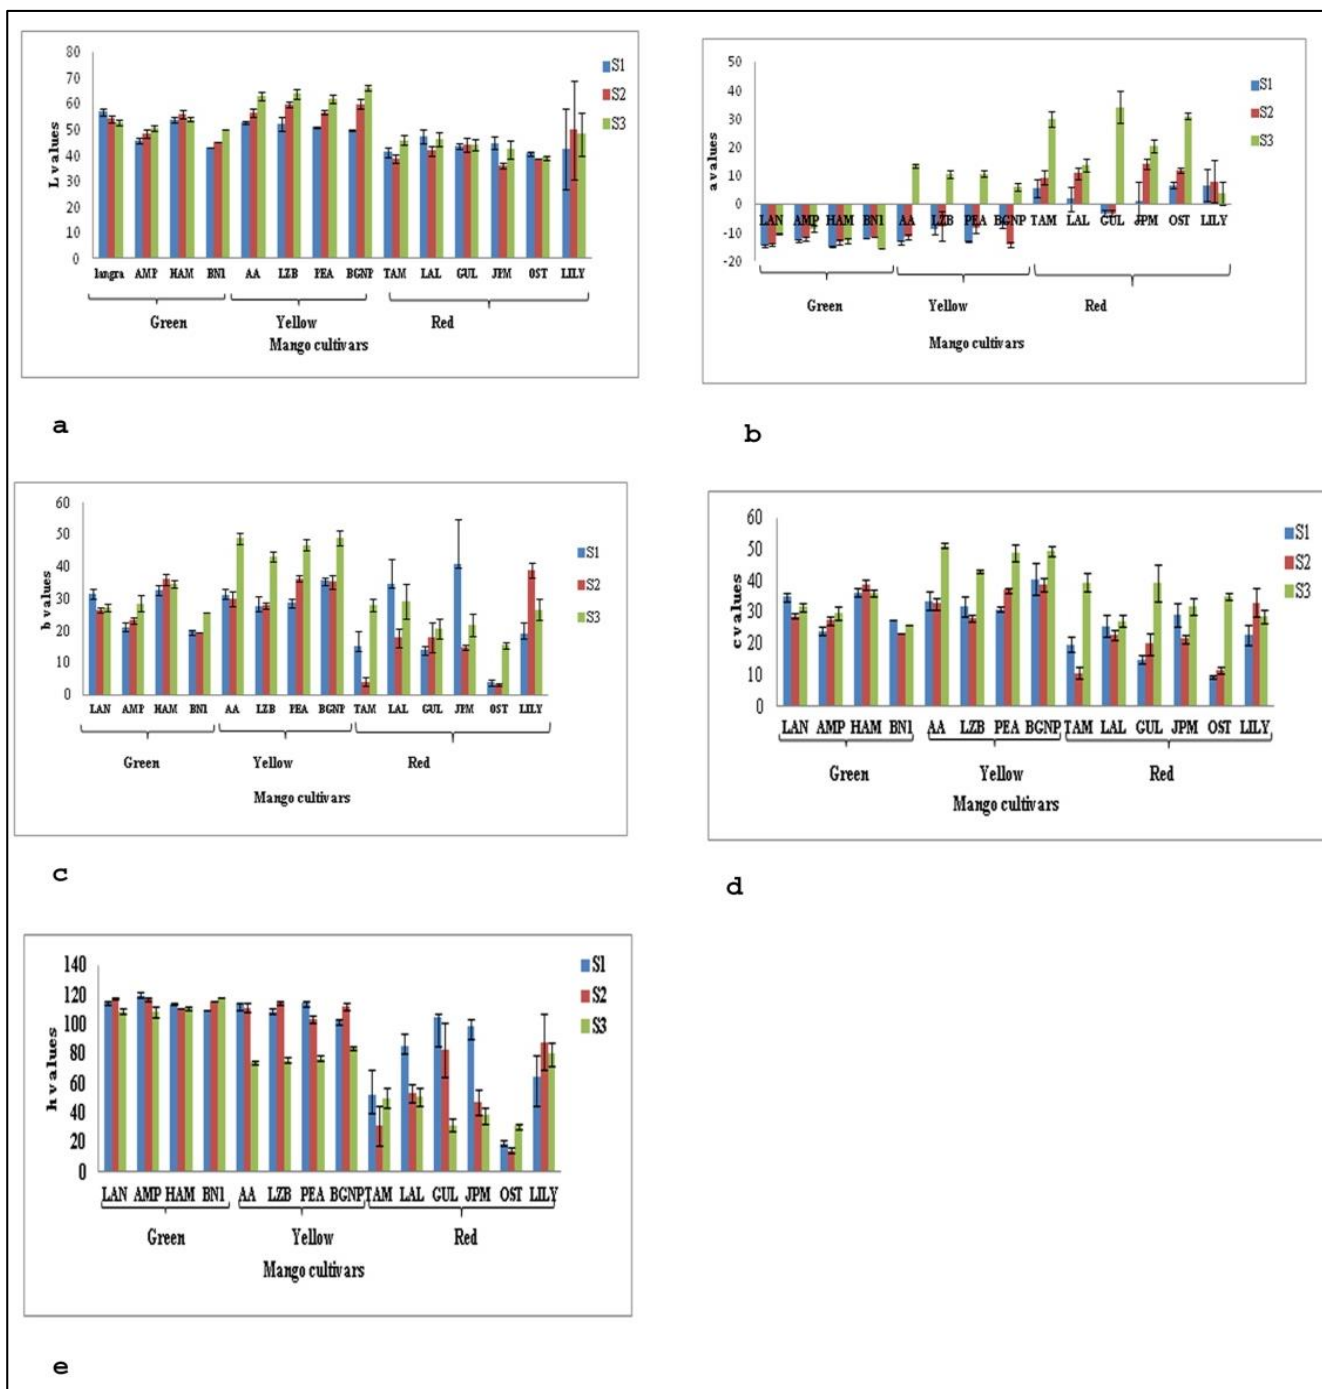 80
70
60
50
40
30
20
10
0
L values
S1
S2
S3
langra AMP HAM BN1 AA LZB PEA BGNP TAM LAL GUL JPM OST LILY
Green Yellow Red
Mango cultivars
a
50
40
30
20
10
0
-10
-20
a values
S1
S2
S3
LAN AMP HAM BN1 AA LZB PEA BGNP TAM LAL GUL JPM OST LILY
Green Yellow Red
Mango cultivars
b
60
50
40
30
20
10
0
b values
S1
S2
S3
LAN AMP HAM BN1 AA LZB PEA BGNP TAM LAL GUL JPM OST LILY
Green Yellow Red
Mango cultivars
c
60
50
40
30
20
10
0
c values
S1
S2
S3
LAN AMP HAM BN1 AA LZB PEA BGNP TAM LAL GUL JPM OST LILY
Green Yellow Red
Mango cultivars
d
140
120
100
80
60
40
20
0
h values
S1
S2
S3
LAN AMP HAM BN1 AA LZB PEA BGNP TAM LAL GUL JPM OST LILY
Green Yellow Red
Mango cultivars
e